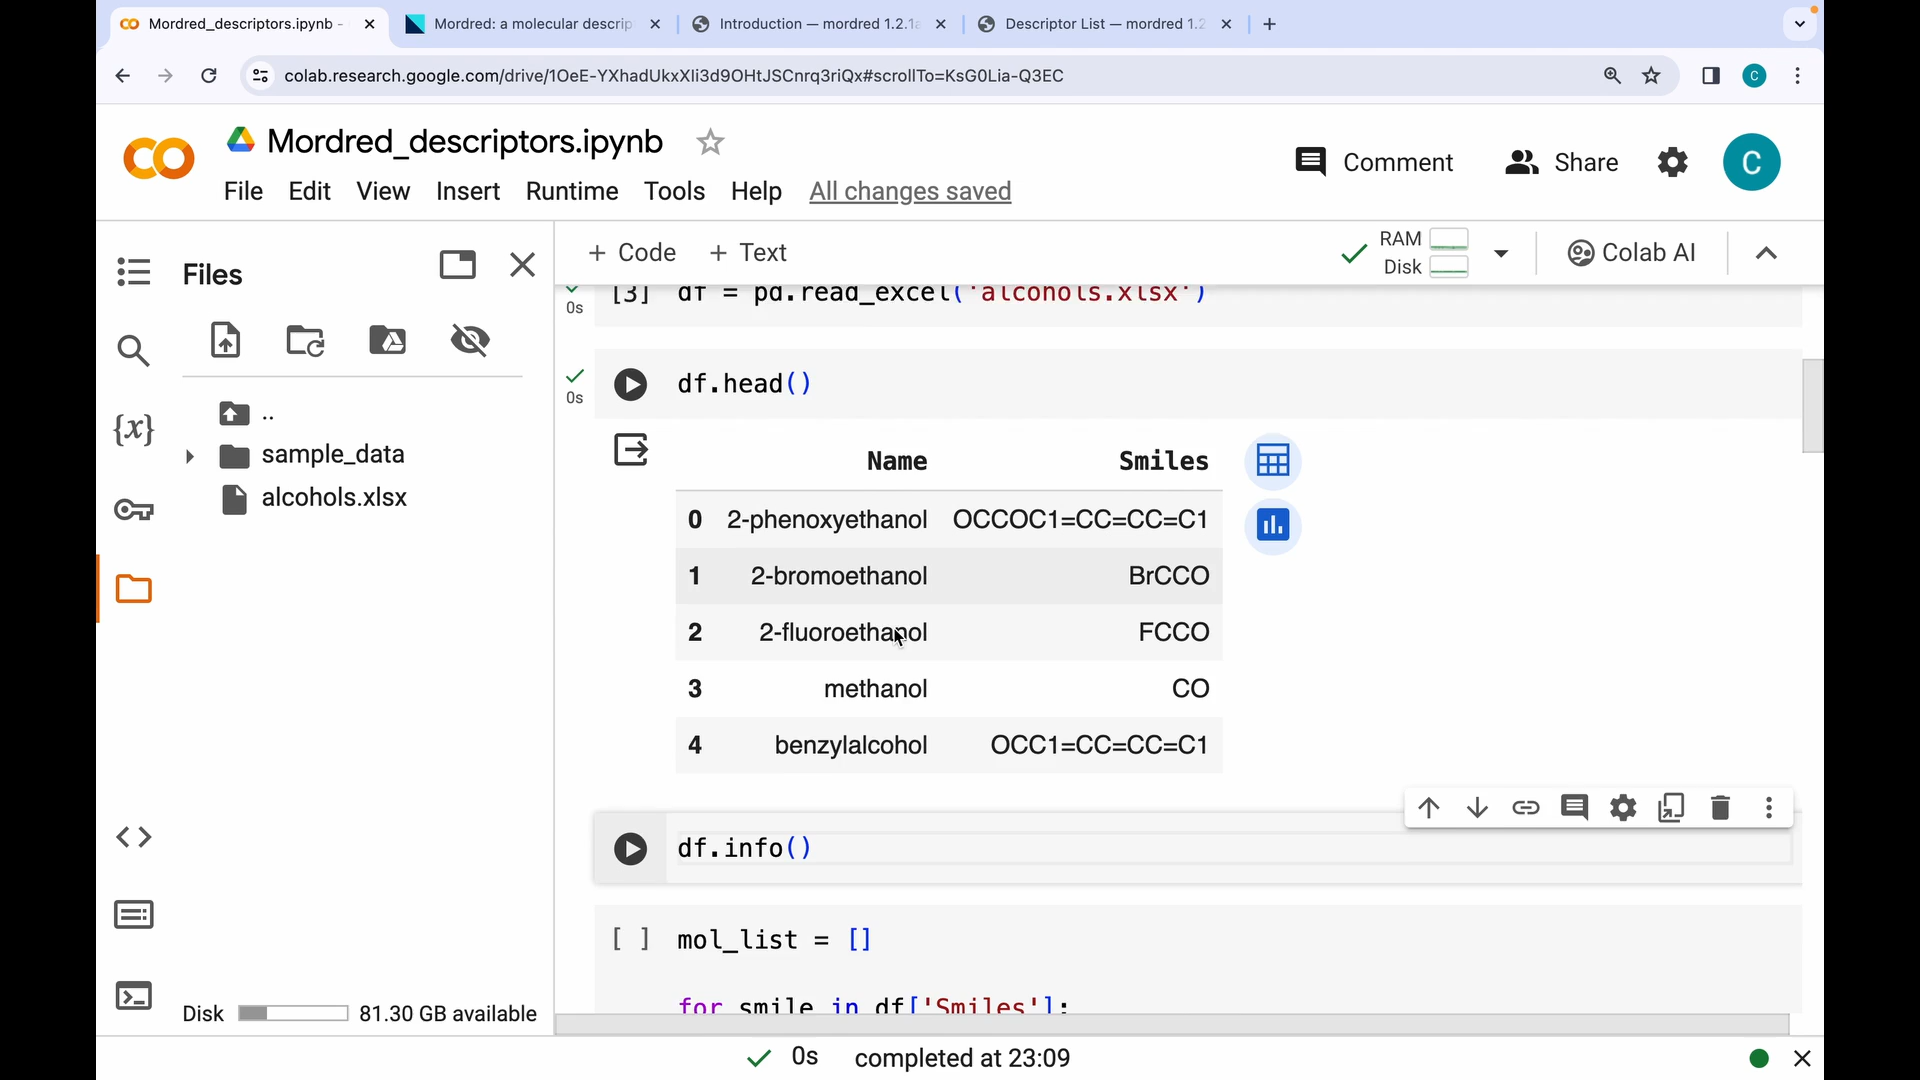 Mordred_descriptors.ipynb -
Mordred: a molecular descrip
Introduction — mordred 1.2.1a
Descriptor List — mordred 1.2
colab.research.google.com/drive/1OeE-YXhadUkxXli3d9OHtJSCnrq3riQx#scrollTo=KsG0Lia-Q3EC
C
Mordred_descriptors.ipynb
Comment
Share
C
File Edit View Insert Runtime Tools Help All changes saved
Files
+ Code + Text
RAM
Disk
Colab AI
..
sample_data
alcohols.xlsx
Disk 81.30 GB available
0s
[3] df = pd.read_excel('alcohols.xlsx')
0s
df.head()
Name Smiles
0 2-phenoxyethanol OCCOC1=CC=CC=C1
1 2-bromoethanol BrCCO
2 2-fluoroethanol FCCO
3 methanol CO
4 benzylalcohol OCC1=CC=CC=C1
df.info()
[ ] mol_list = []
for smile in df['Smiles']:
0s completed at 23:09